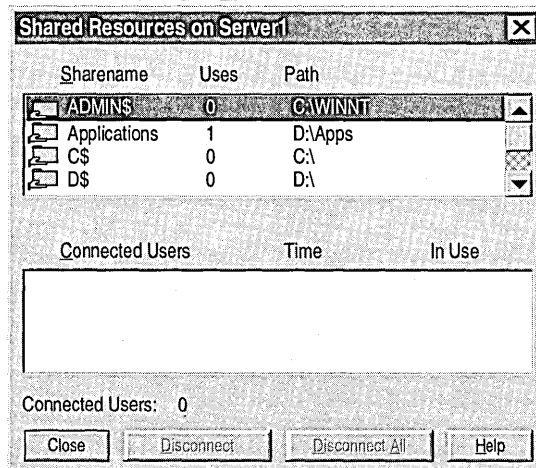 Shared Resources on Server1
Sharename Uses Path
ADMIN$ 0 C:\WINNT
Applications 1 D:\Apps
C$ 0 C:\
D$ 0 D:\
Connected Users Time In Use
Connected Users: 0
Close Disconnect Disconnect All Help